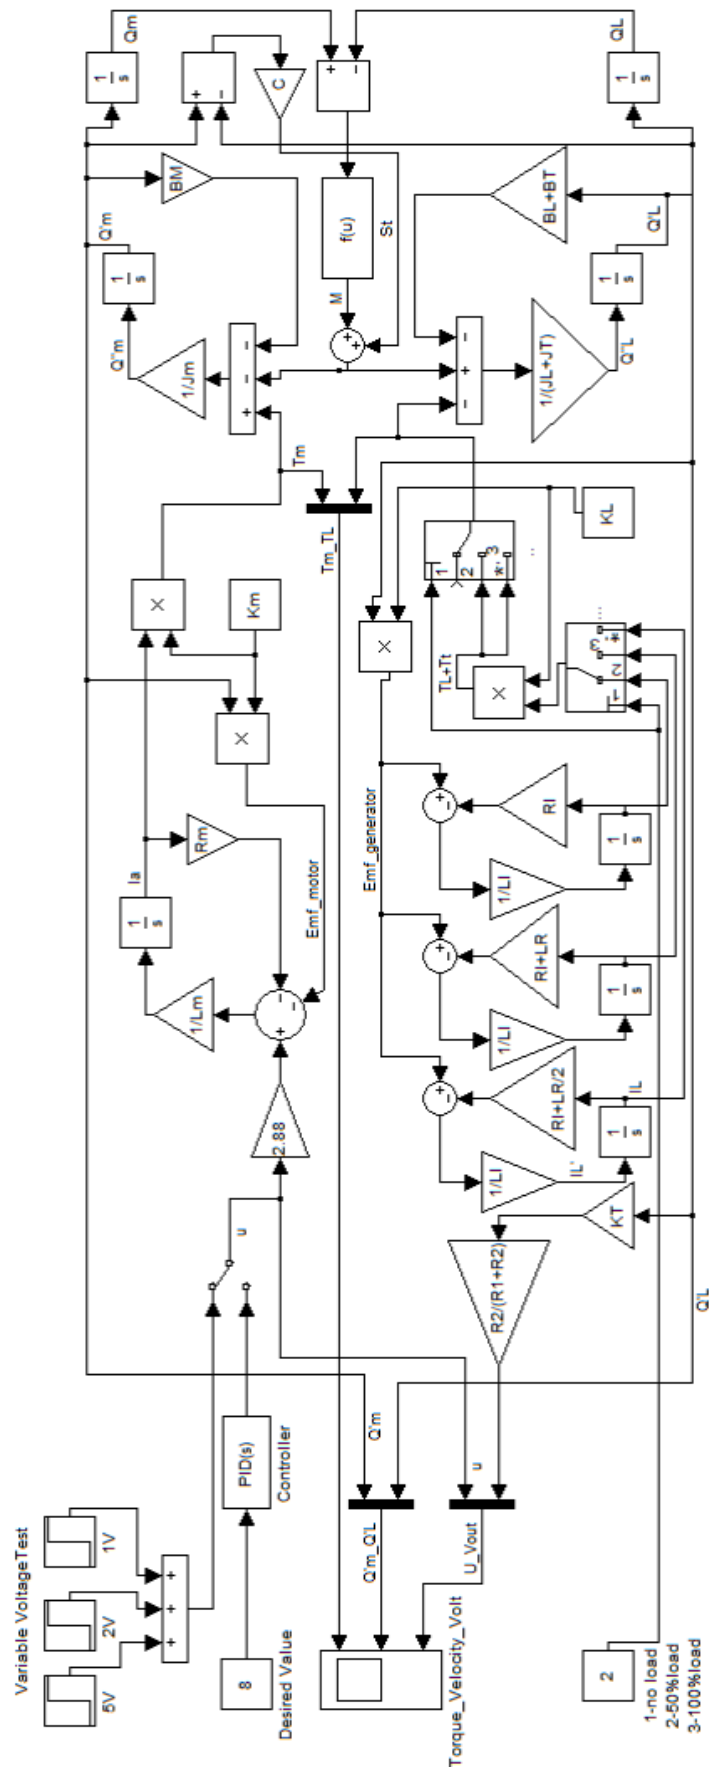 Variable VoltageTest
5V
2V
1V
+
+
+
8
Desired Value
PID(s)
Controller
u
2.88
+
-
-
1/Lm
1
s
Ia
Rm
Emf_motor
×
×
Km
Tm
Tm_TL
+
-
-
1/Jm
Q''m
1
s
Q'm
BM
1
s
Qm
+
-
C
+
-
f(u)
St
M
+
+
-
+
-
1/(JL+JT)
Q''L
1
s
Q'L
BL+BT
1
s
QL
Torque_Velocity_Volt
Q'm_Q'L
Q'm
U_Vout
u
R2/(R1+R2)
KT
Q'L
Emf_generator
+
-
1/LI
IL'
1
s
IL
RI+LR/2
+
-
1/LI
1
s
RI+LR
+
-
1/LI
1
s
RI
×
TL+Tt
×
1
2
3
*
1
2
*, 3
KL
2
1-no load
2-50%load
3-100%load